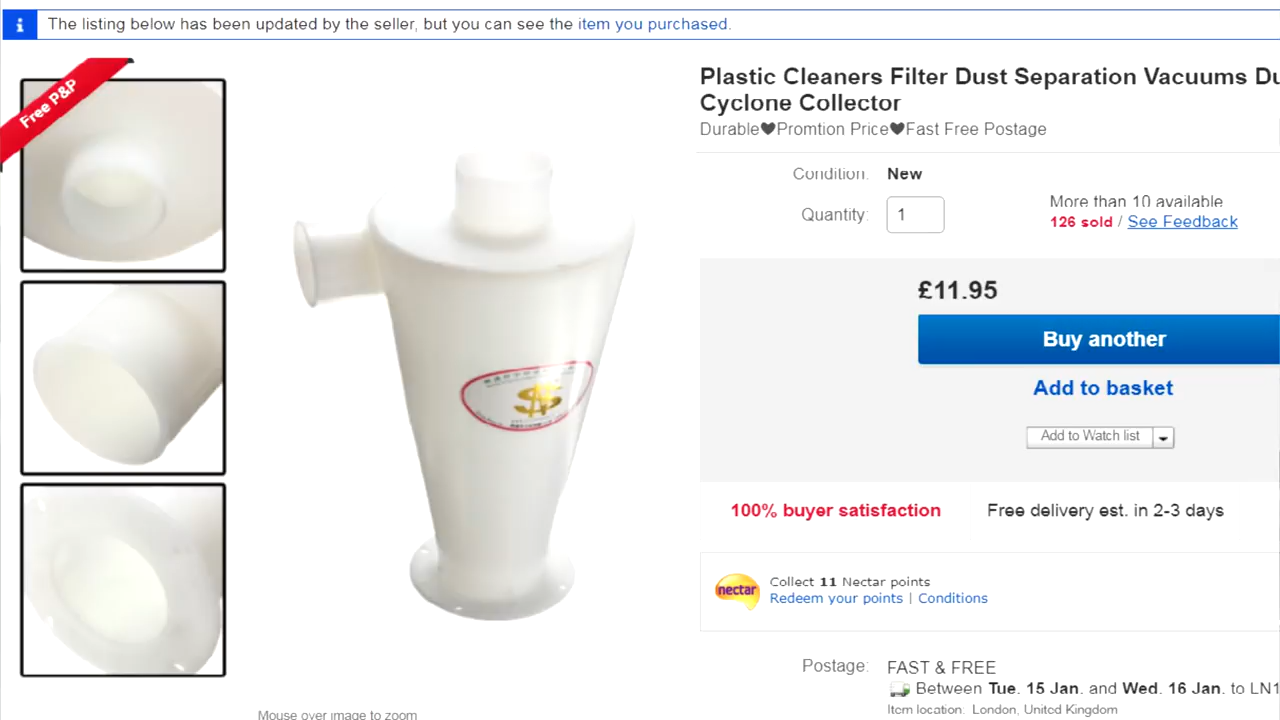 The listing below has been updated by the seller, but you can see the item you purchased.
Free P&P
Plastic Cleaners Filter Dust Separation Vacuums Du
Cyclone Collector
Durable♥Promtion Price♥Fast Free Postage
Condition: New
Quantity: 1
More than 10 available
126 sold / See Feedback
£11.95
Buy another
Add to basket
Add to Watch list
100% buyer satisfaction
Free delivery est. in 2-3 days
nectar
Collect 11 Nectar points
Redeem your points | Conditions
Postage: FAST & FREE
Between Tue. 15 Jan. and Wed. 16 Jan. to LN1
Item location: London, United Kingdom
Mouse over image to zoom